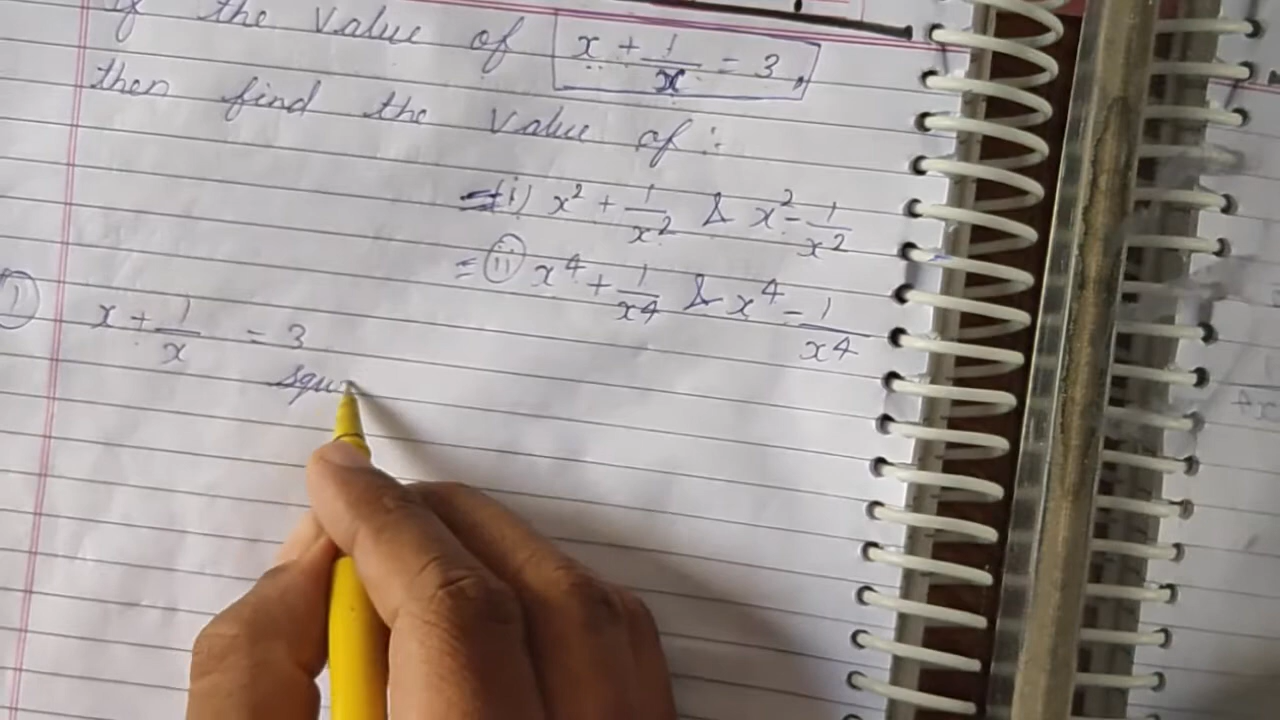 If the value of x + 1/x = 3,
then find the value of :
(i) x² + 1/x² & x² - 1/x²
= (ii) x⁴ + 1/x⁴ & x⁴ - 1/x⁴
(i) x + 1/x = 3
Squ